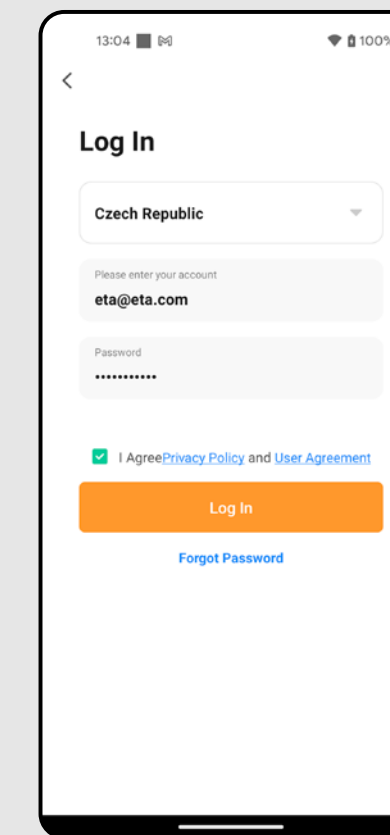 13:04 100%
Log In
Czech Republic
Please enter your account
eta@eta.com
Password
•••••••••••
I AgreePrivacy Policy and User Agreement
Log In
Forgot Password